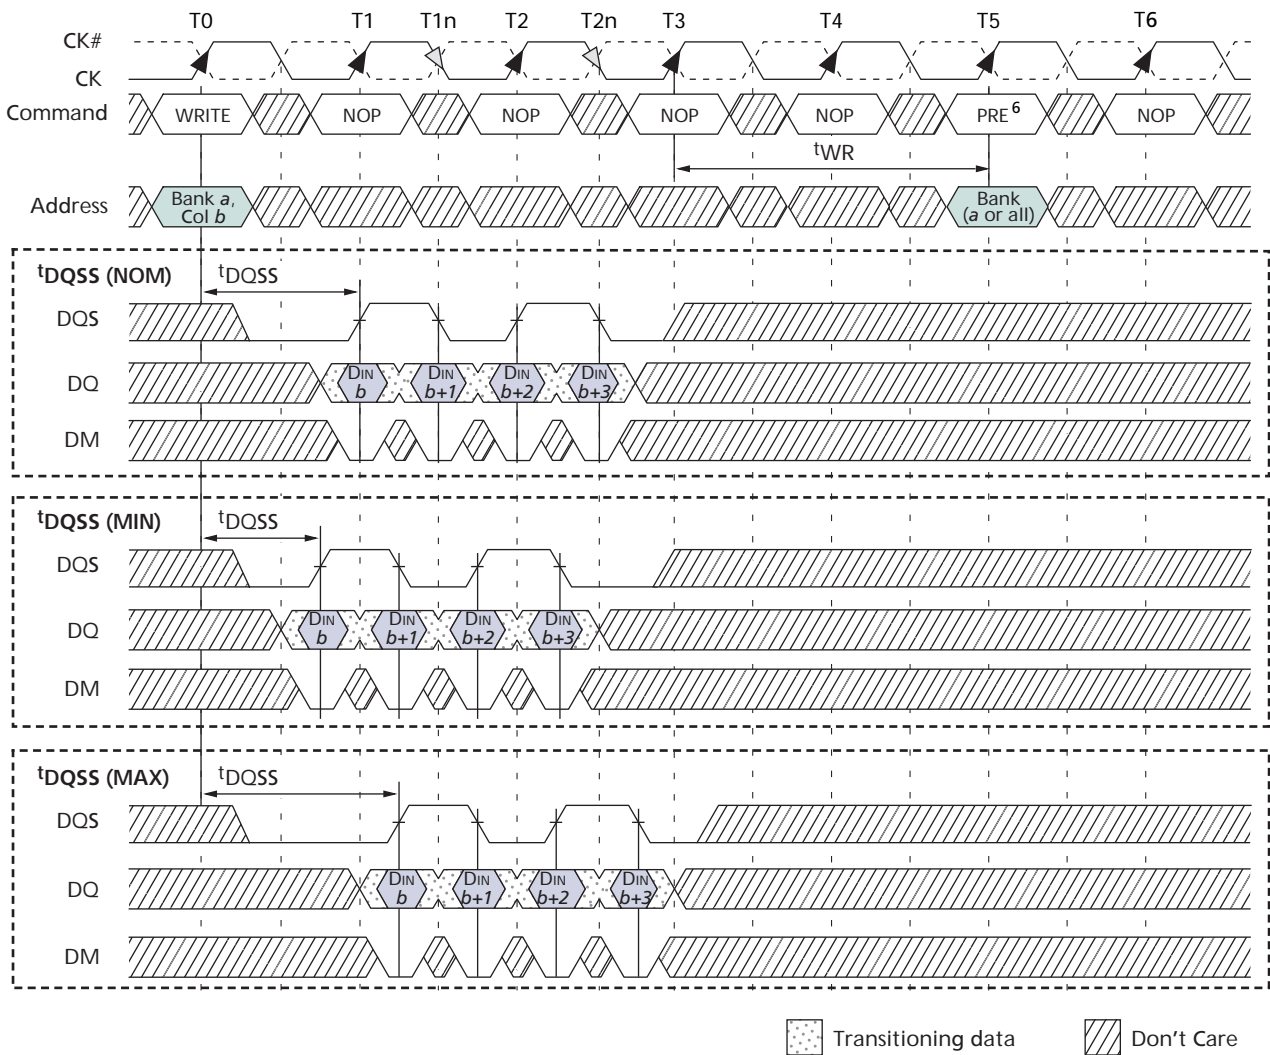 T0 T1 T1n T2 T2n T3 T4 T5 T6
CK#
CK
Command WRITE NOP NOP NOP NOP PRE6 NOP
tWR
Address Bank a, Col b Bank (a or all)
tDQSS (NOM) tDQSS
DQS
DQ DIN b DIN b+1 DIN b+2 DIN b+3
DM
tDQSS (MIN) tDQSS
DQS
DQ DIN b DIN b+1 DIN b+2 DIN b+3
DM
tDQSS (MAX) tDQSS
DQS
DQ DIN b DIN b+1 DIN b+2 DIN b+3
DM
Transitioning data Don't Care